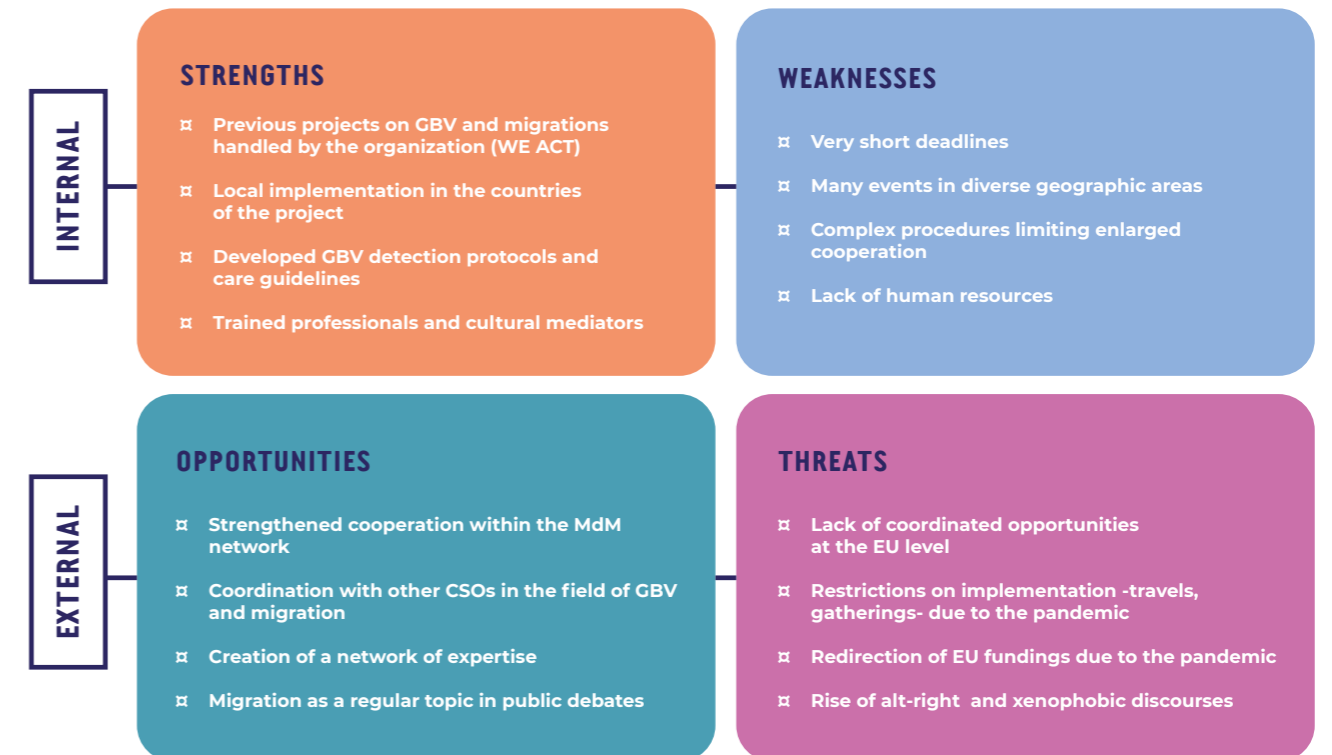 INTERNAL
STRENGTHS
¤ Previous projects on GBV and migrations
handled by the organization (WE ACT)
¤ Local implementation in the countries
of the project
¤ Developed GBV detection protocols and
care guidelines
¤ Trained professionals and cultural mediators
WEAKNESSES
¤ Very short deadlines
¤ Many events in diverse geographic areas
¤ Complex procedures limiting enlarged
cooperation
¤ Lack of human resources
EXTERNAL
OPPORTUNITIES
¤ Strengthened cooperation within the MdM
network
¤ Coordination with other CSOs in the field of GBV
and migration
¤ Creation of a network of expertise
¤ Migration as a regular topic in public debates
THREATS
¤ Lack of coordinated opportunities
at the EU level
¤ Restrictions on implementation -travels,
gatherings- due to the pandemic
¤ Redirection of EU fundings due to the pandemic
¤ Rise of alt-right  and xenophobic discourses